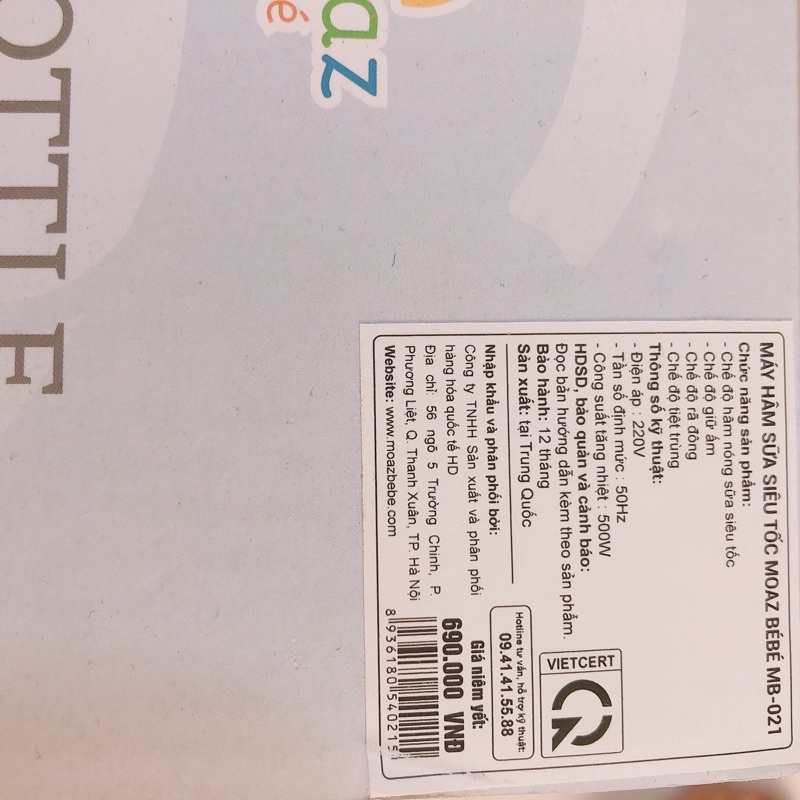 az
é
OTTLE
MÁY HÂM SỮA SIÊU TỐC MOAZ BÉBÉ MB-021
Chức năng sản phẩm:
- Chế độ hâm nóng sữa siêu tốc
- Chế độ giữ ấm
- Chế độ rã đông
- Chế độ tiệt trùng
Thông số kỹ thuật:
- Điện áp : 220V
- Tần số định mức : 50Hz
- Công suất tăng nhiệt : 500W
HDSD, bảo quản và cảnh báo:
Đọc bản hướng dẫn kèm theo sản phẩm.
Bảo hành: 12 tháng
Sản xuất: tại Trung Quốc
VIETCERT
CR
Nhập khẩu và phân phối bởi:
Công ty TNHH Sản xuất và phân phối
hàng hóa quốc tế HD
Địa chỉ: 56 ngõ 5 Trường Chinh, P.
Phương Liệt, Q. Thanh Xuân, TP. Hà Nội
Website: www.moazbebe.com
Hotline tư vấn, hỗ trợ kỹ thuật:
09.41.41.55.88
Giá niêm yết:
690.000 VNĐ
8 936180 540215